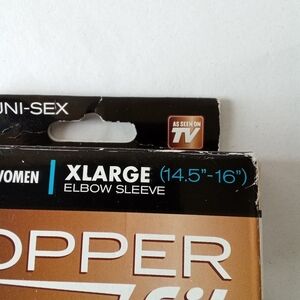 UNI-SEX
AS SEEN ON
TV
WOMEN | XLARGE (14.5"-16")
ELBOW SLEEVE
OPPER